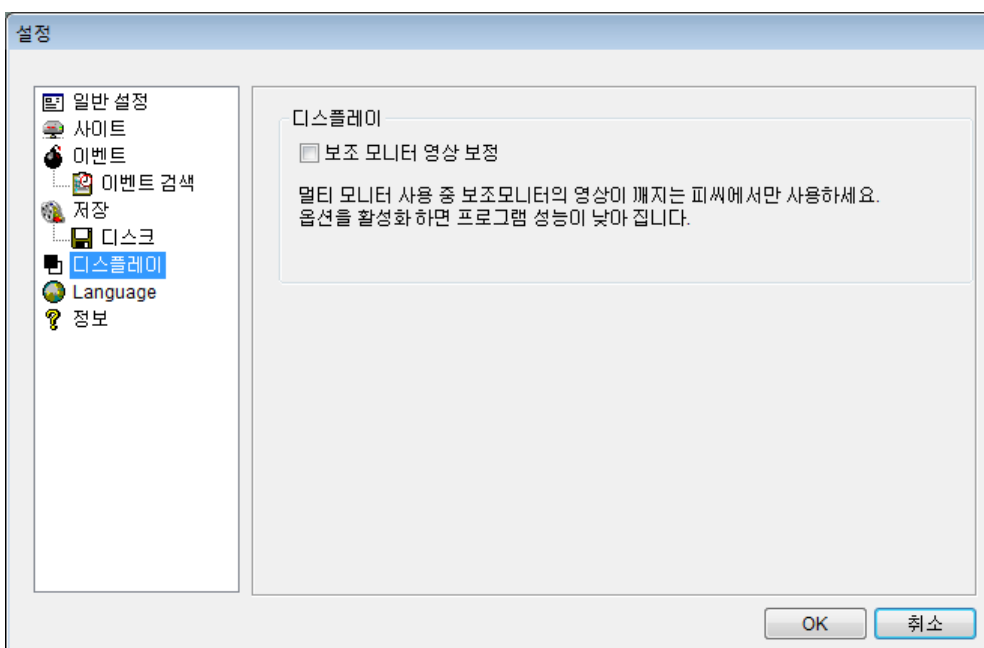 설정
일반 설정
사이트
이벤트
이벤트 검색
저장
디스크
디스플레이
Language
정보
디스플레이
보조 모니터 영상 보정
멀티 모니터 사용 중 보조모니터의 영상이 깨지는 피씨에서만 사용하세요.
옵션을 활성화 하면 프로그램 성능이 낮아 집니다.
OK
취소